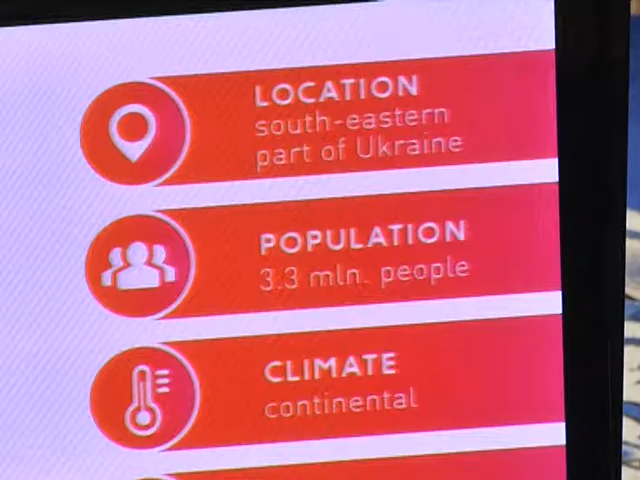 LOCATION
south-eastern
part of Ukraine
POPULATION
3.3 mln. people
CLIMATE
continental